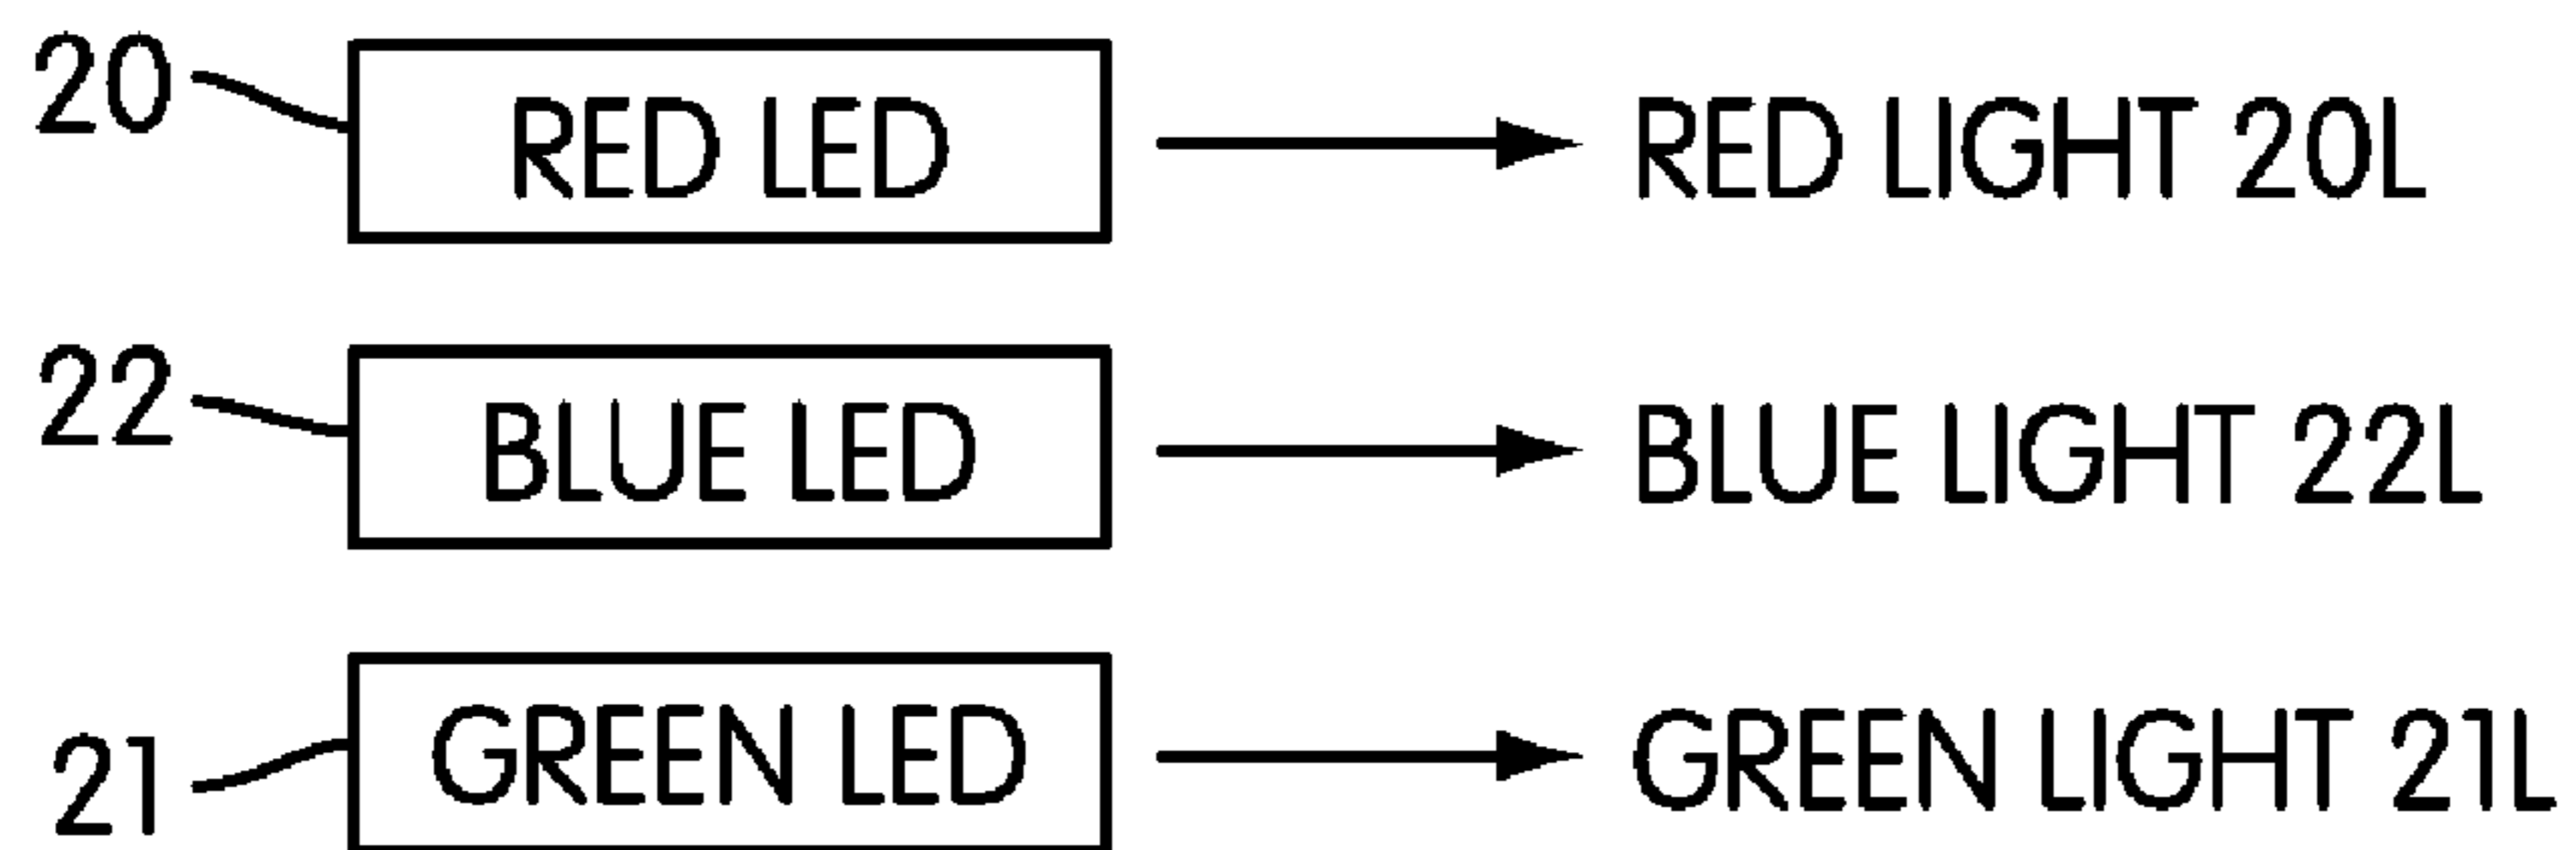 20 RED LED RED LIGHT 20L
22 BLUE LED BLUE LIGHT 22L
21 GREEN LED GREEN LIGHT 21L